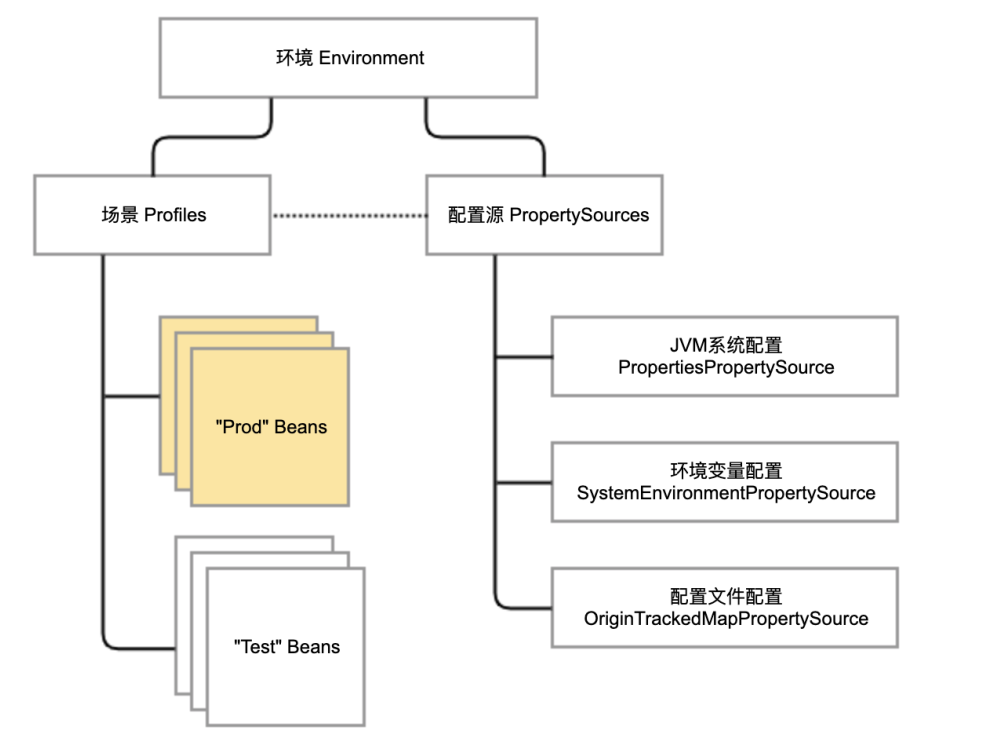 环境 Environment
场景 Profiles
配置源 PropertySources
JVM系统配置
PropertiesPropertySource
"Prod" Beans
环境变量配置
SystemEnvironmentPropertySource
配置文件配置
OriginTrackedMapPropertySource
"Test" Beans